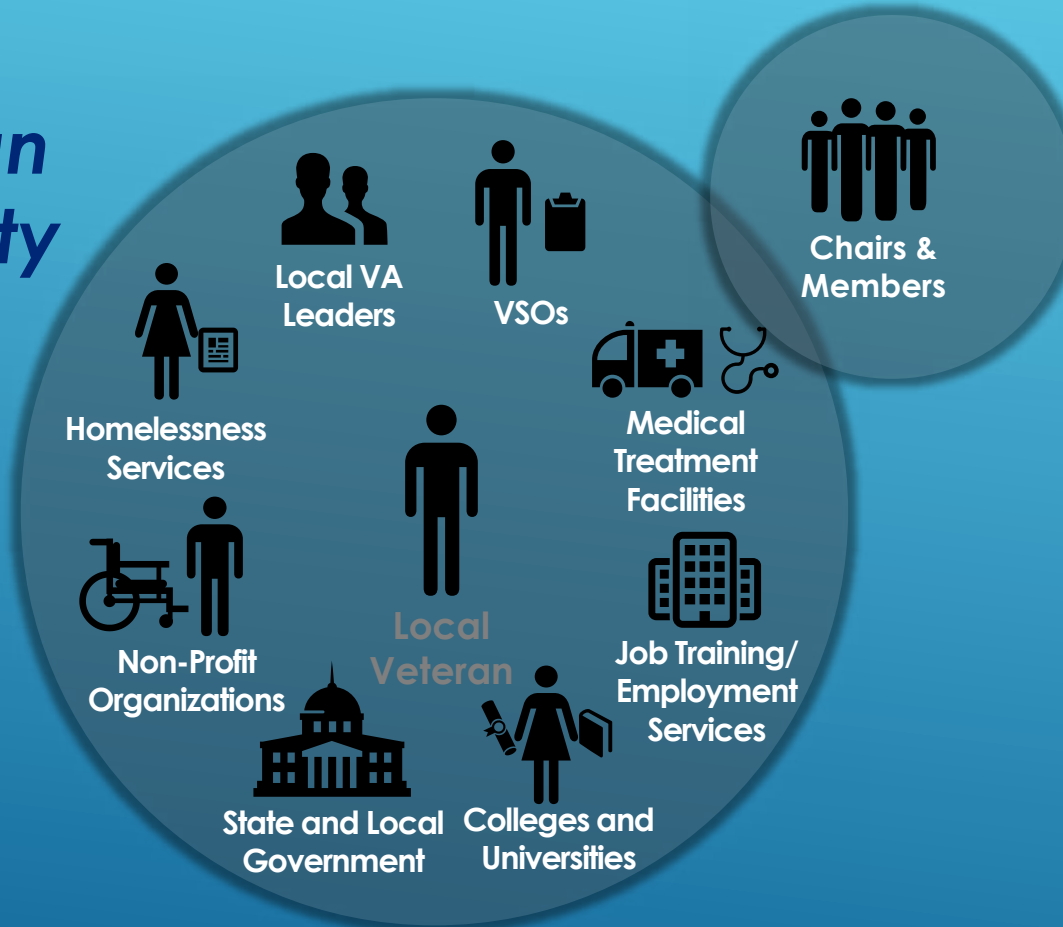 Local VA
Leaders
VSOs
Chairs &
Members
Homelessness
Services
Medical
Treatment
Facilities
Local
Veteran
Non-Profit
Organizations
Job Training/
Employment
Services
State and Local
Government
Colleges and
Universities